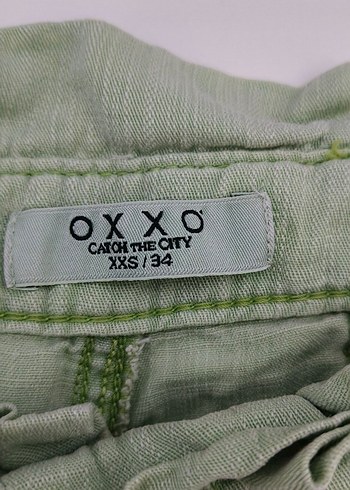 OXXO
CATCH THE CITY
XXS / 34